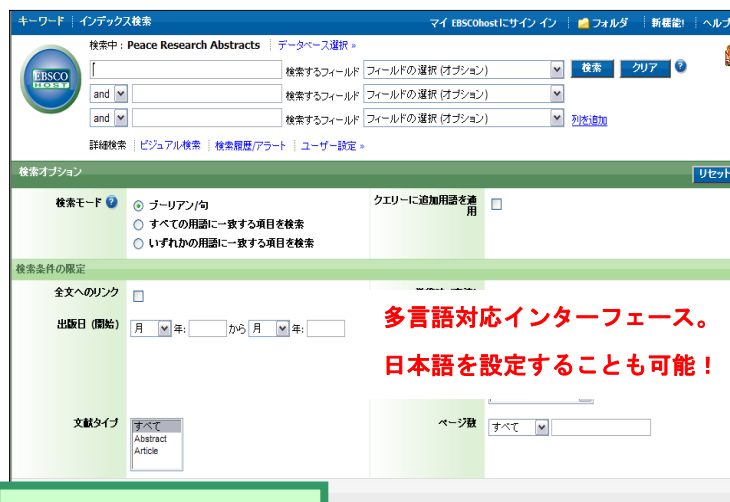 キーワード インデックス検索 マイ EBSCOhostにサイン イン フォルダ 新機能! ヘルプ
検索中 : Peace Research Abstracts データベース選択 »
EBSCO HOST
検索するフィールド フィールドの選択 (オプション) 検索 クリア ?
and 検索するフィールド フィールドの選択 (オプション)
and 検索するフィールド フィールドの選択 (オプション) 列を追加
詳細検索 ビジュアル検索 検索履歴/アラート ユーザー設定 »
検索オプション リセット
検索モード ? ブーリアン/句 クエリーに追加用語を適用
すべての用語に一致する項目を検索
いずれかの用語に一致する項目を検索
検索条件の限定
全文へのリンク
出版日 (開始) 月 年: から 月 年:
多言語対応インターフェース。
日本語を設定することも可能！
文献タイプ すべて ページ数 すべて
Abstract
Article